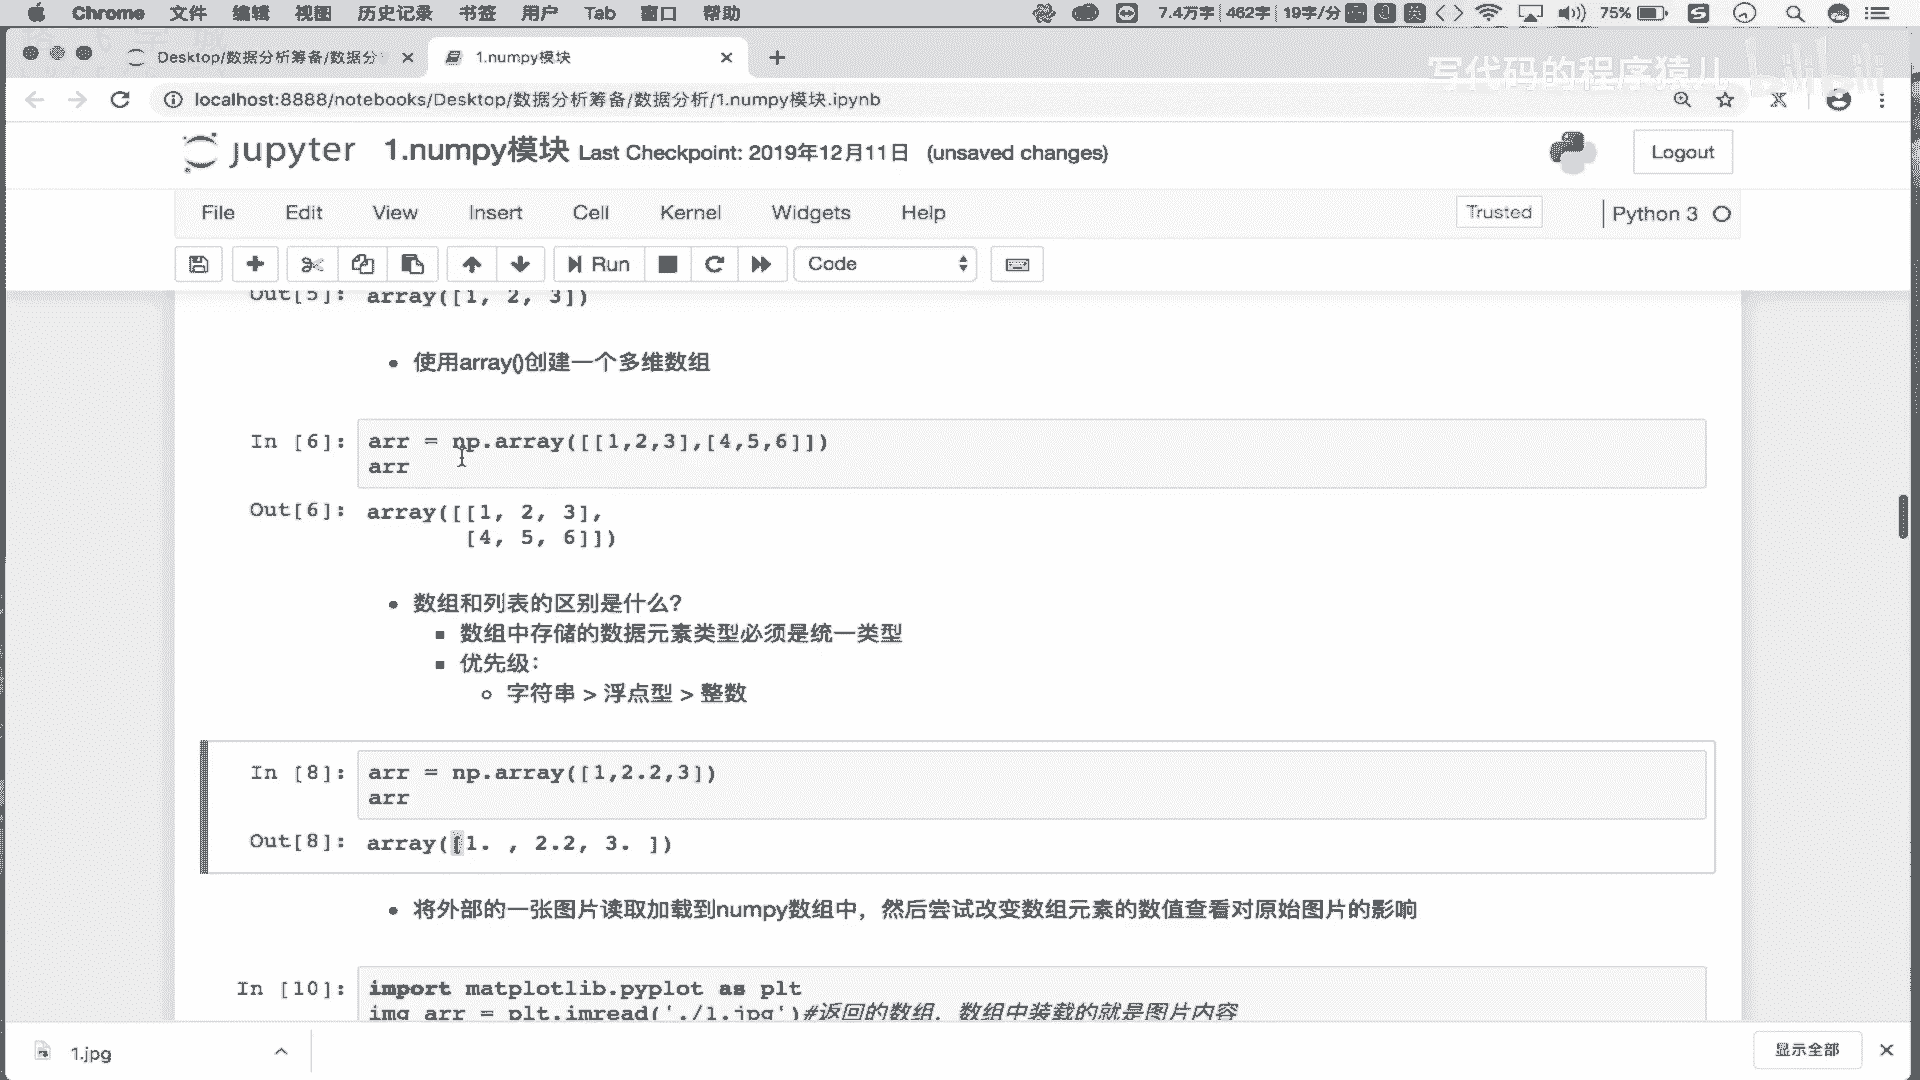 Chrome 文件 编辑 视图 历史记录 书签 用户 Tab 窗口 帮助 7.4万字 462字 19字/分 英 75%
Desktop/数据分析筹备/数据分 1.numpy模块
写代码的程序猿儿 bilibili
localhost:8888/notebooks/Desktop/数据分析筹备/数据分析/1.numpy模块.ipynb
jupyter 1.numpy模块 Last Checkpoint: 2019年12月11日 (unsaved changes) Logout
File Edit View Insert Cell Kernel Widgets Help Trusted Python 3
Run Code
Out[5]: array([1, 2, 3])
使用array()创建一个多维数组
In [6]: arr = np.array([[1,2,3],[4,5,6]])
arr
Out[6]: array([[1, 2, 3],
[4, 5, 6]])
数组和列表的区别是什么?
数组中存储的数据元素类型必须是统一类型
优先级:
字符串 > 浮点型 > 整数
In [8]: arr = np.array([1,2.2,3])
arr
Out[8]: array([1. , 2.2, 3. ])
将外部的一张图片读取加载到numpy数组中，然后尝试改变数组元素的数值查看对原始图片的影响
In [10]: import matplotlib.pyplot as plt
img_arr = plt.imread('./1.jpg')#返回的数组，数组中装载的就是图片内容
1.jpg 显示全部